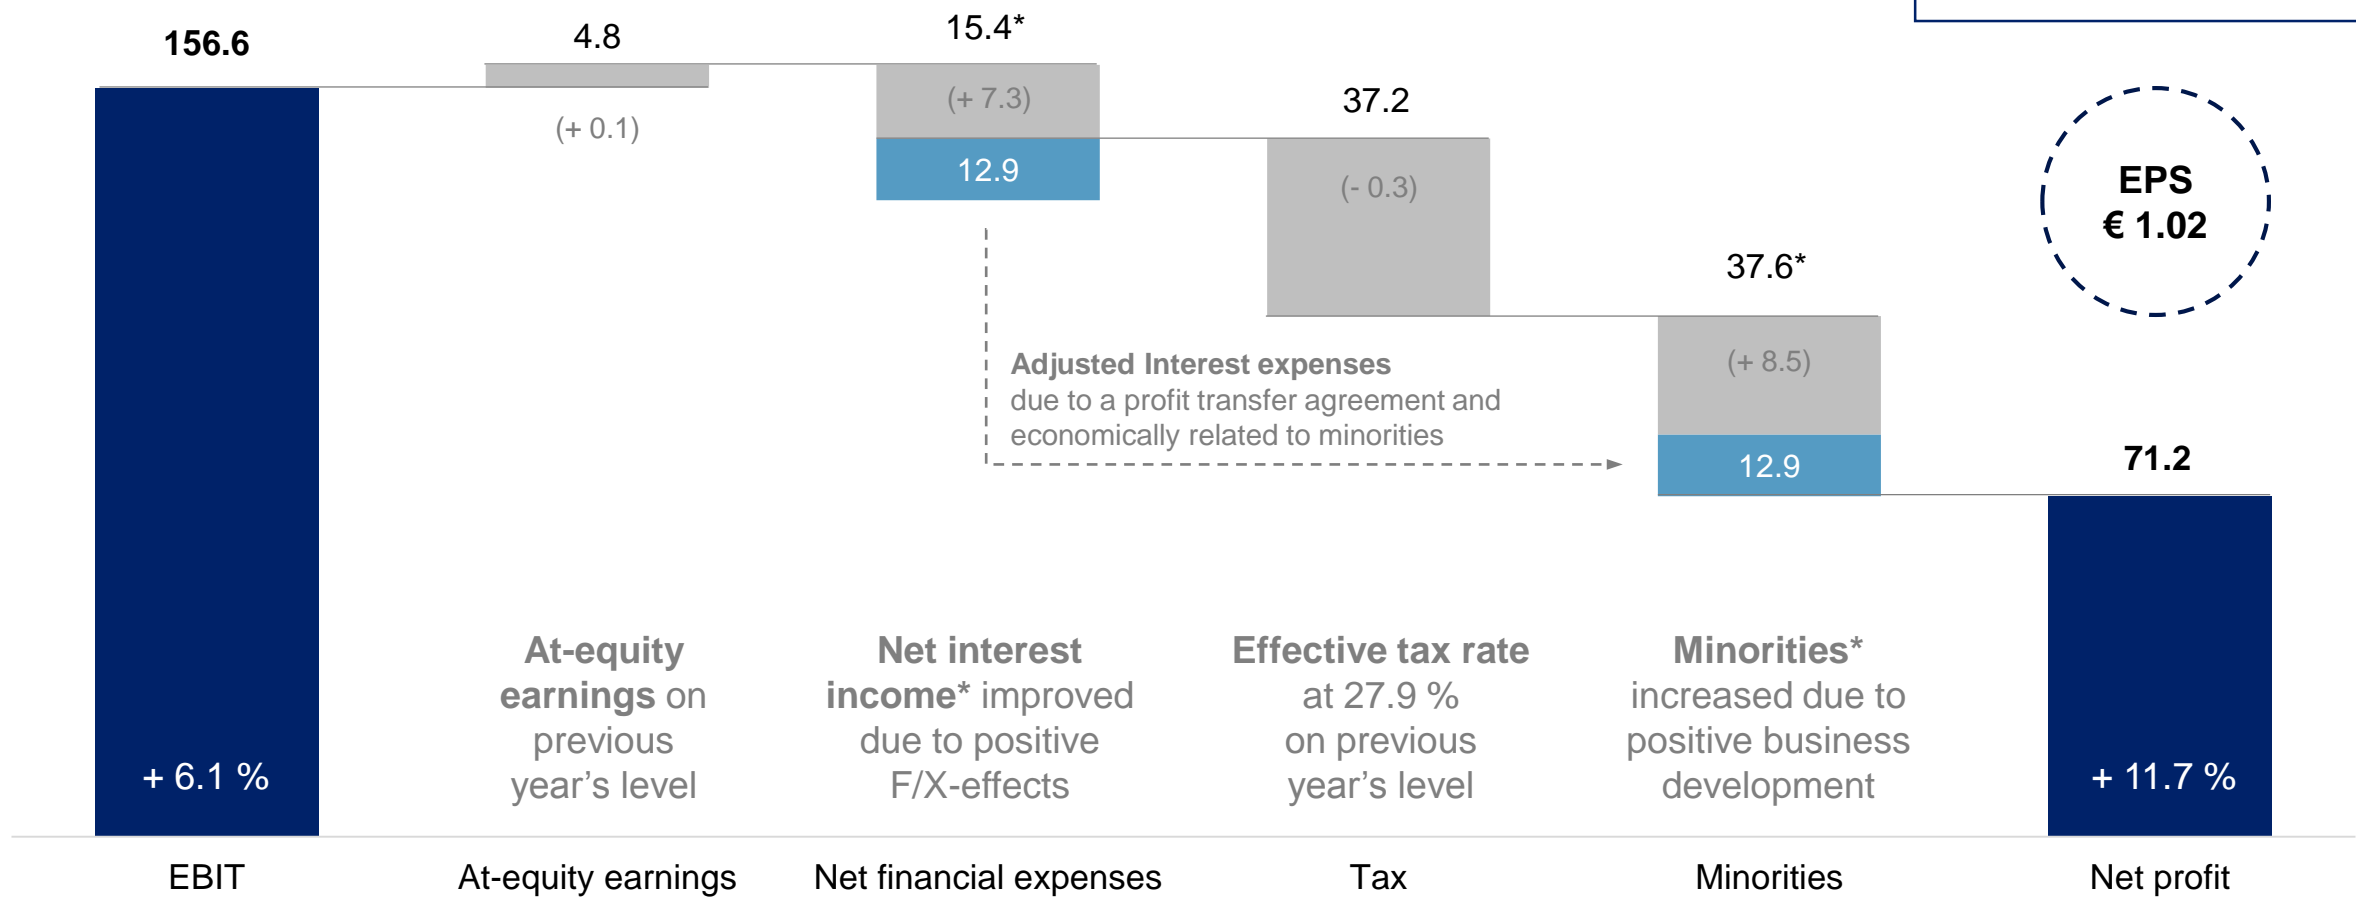 156.6
4.8
15.4*
(+ 7.3)
37.2
(+ 0.1)
12.9
(- 0.3)
EPS
€ 1.02
37.6*
Adjusted Interest expenses
due to a profit transfer agreement and
economically related to minorities
(+ 8.5)
12.9
71.2
+ 6.1 %
At-equity
earnings on
previous
year’s level
Net interest
income* improved
due to positive
F/X-effects
Effective tax rate
at 27.9 %
on previous
year’s level
Minorities*
increased due to
positive business
development
+ 11.7 %
EBIT
At-equity earnings
Net financial expenses
Tax
Minorities
Net profit